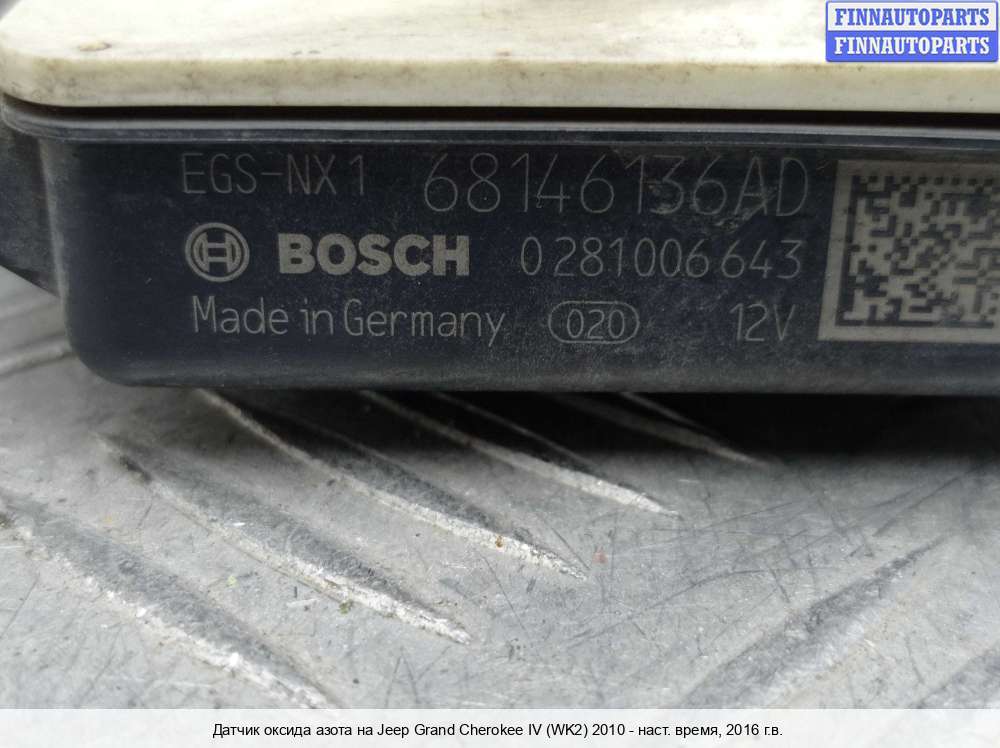 FINNAUTOPARTS
FINNAUTOPARTS
EGS-NX1 68146136AD
BOSCH 0 281 006 643
Made in Germany 020 12V
Датчик оксида азота на Jeep Grand Cherokee IV (WK2) 2010 - наст. время, 2016 г.в.